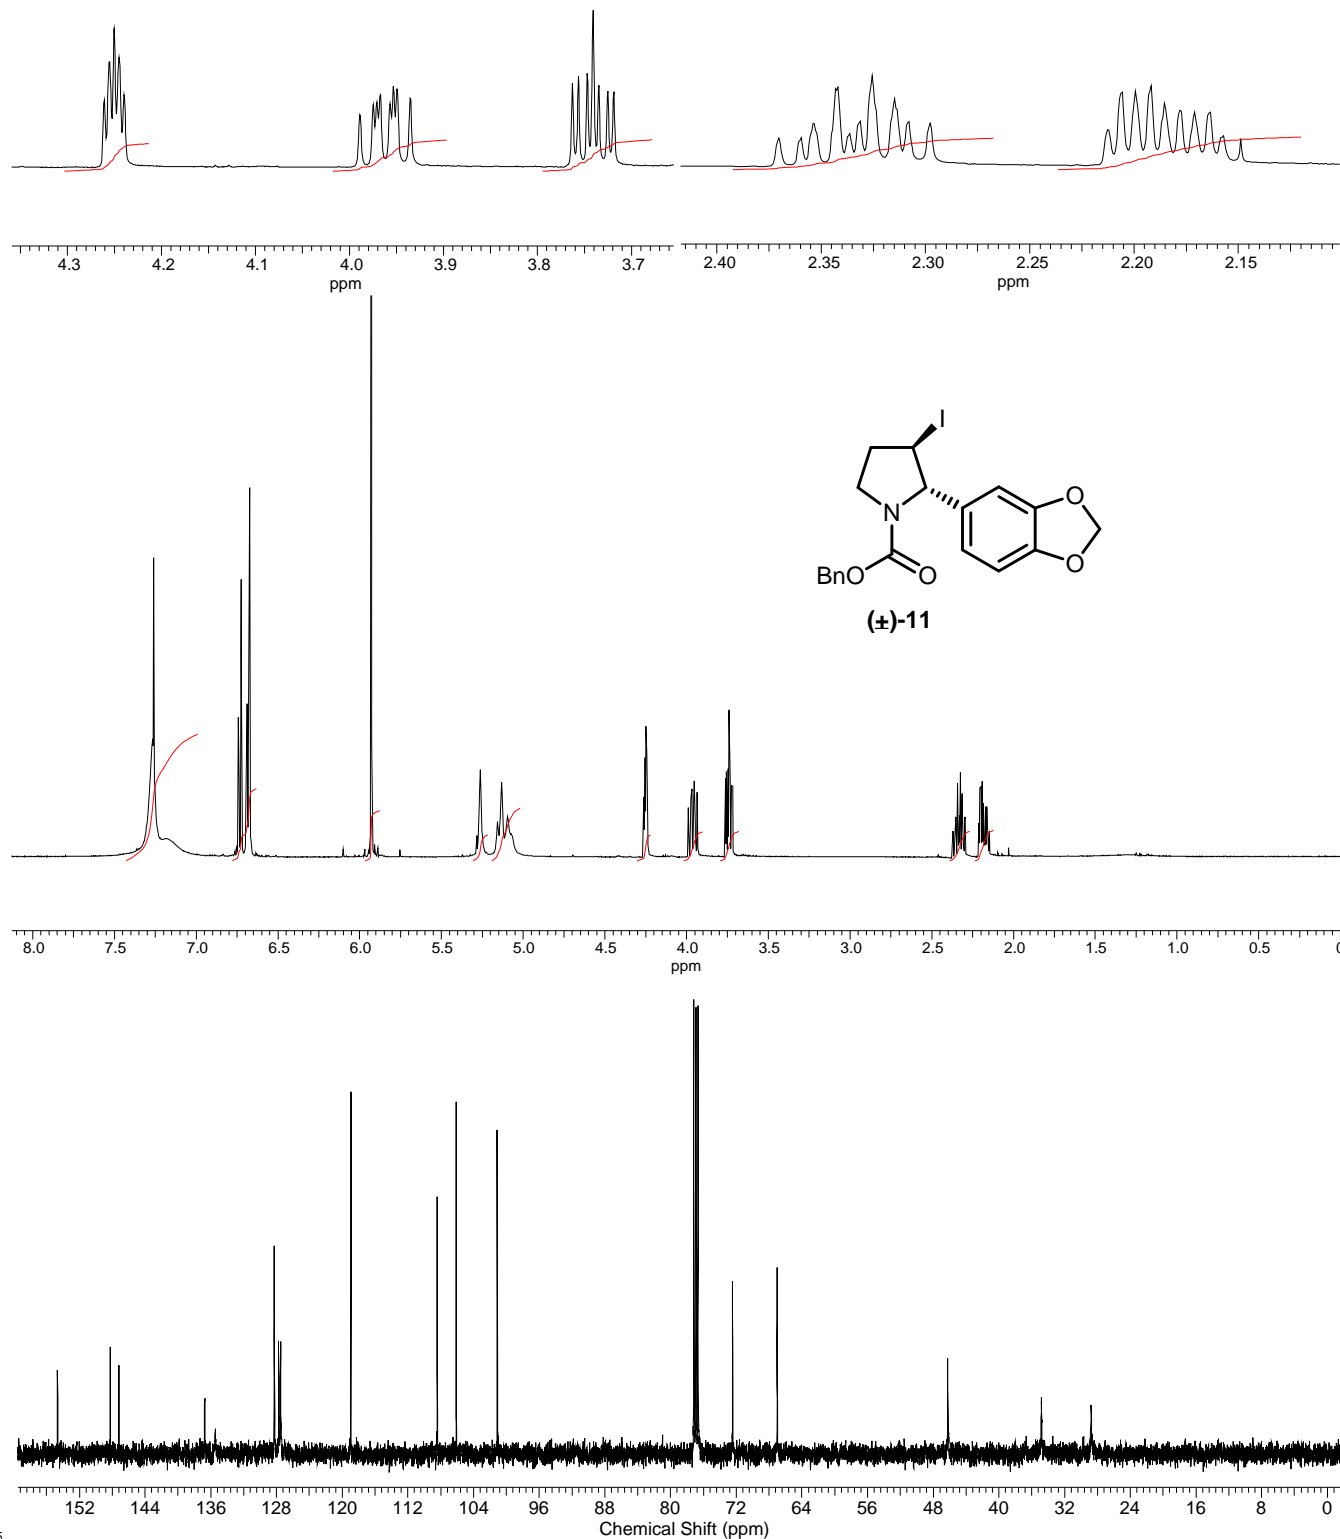 4.3 4.2 4.1 4.0 3.9 3.8 3.7
ppm
2.40 2.35 2.30 2.25 2.20 2.15
ppm
I
N
O
O
BnO
O
(±)-11
8.0 7.5 7.0 6.5 6.0 5.5 5.0 4.5 4.0 3.5 3.0 2.5 2.0 1.5 1.0 0.5 0
ppm
152 144 136 128 120 112 104 96 88 80 72 64 56 48 40 32 24 16 8 0
Chemical Shift (ppm)